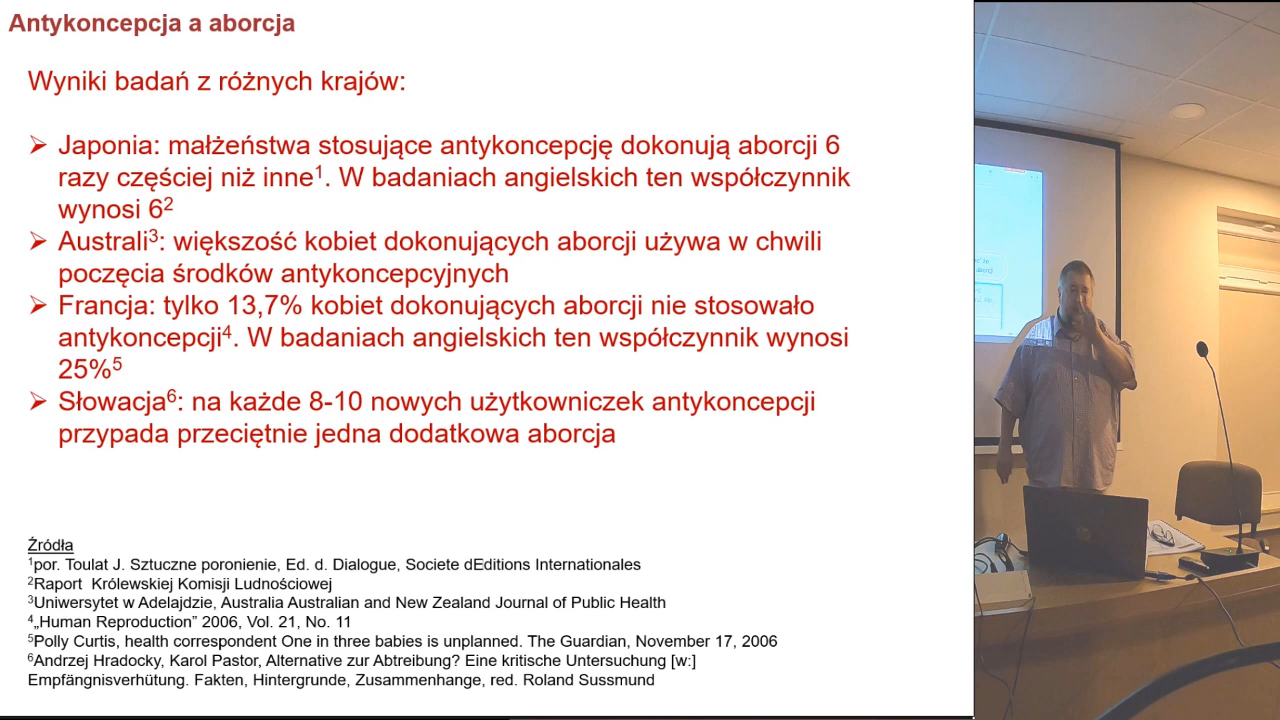 Antykoncepcja a aborcja
Wyniki badań z różnych krajów:
➢ Japonia: małżeństwa stosujące antykoncepcję dokonują aborcji 6
razy częściej niż inne¹. W badaniach angielskich ten współczynnik
wynosi 6²
➢ Australi³: większość kobiet dokonujących aborcji używa w chwili
poczęcia środków antykoncepcyjnych
➢ Francja: tylko 13,7% kobiet dokonujących aborcji nie stosowało
antykoncepcji⁴. W badaniach angielskich ten współczynnik wynosi
25%⁵
➢ Słowacja⁶: na każde 8-10 nowych użytkowniczek antykoncepcji
przypada przeciętnie jedna dodatkowa aborcja
Źródła
¹por. Toulat J. Sztuczne poronienie, Ed. d. Dialogue, Societe dEditions Internationales
²Raport Królewskiej Komisji Ludnościowej
³Uniwersytet w Adelajdzie, Australia Australian and New Zealand Journal of Public Health
⁴„Human Reproduction” 2006, Vol. 21, No. 11
⁵Polly Curtis, health correspondent One in three babies is unplanned. The Guardian, November 17, 2006
⁶Andrzej Hradocky, Karol Pastor, Alternative zur Abtreibung? Eine kritische Untersuchung [w:]
Empfängnisverhütung. Fakten, Hintergrunde, Zusammenhange, red. Roland Sussmund